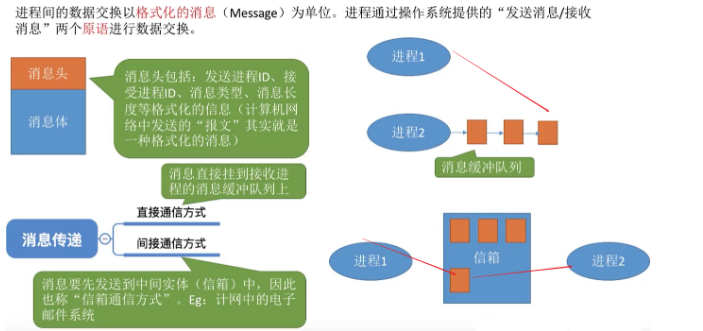 进程间的数据交换以格式化的消息（Message）为单位。进程通过操作系统提供的“发送消息/接收
消息”两个原语进行数据交换。
消息头
消息体
消息头包括：发送进程ID、接
受进程ID、消息类型、消息长
度等格式化的信息（计算机网
络中发送的“报文”其实就是
一种格式化的消息）
进程1
进程2
消息缓冲队列
消息直接挂到接收进
程的消息缓冲队列上
消息传递
直接通信方式
间接通信方式
消息要先发送到中间实体（信箱）中，因此
也称“信箱通信方式”。Eg：计网中的电子
邮件系统
进程1
信箱
进程2